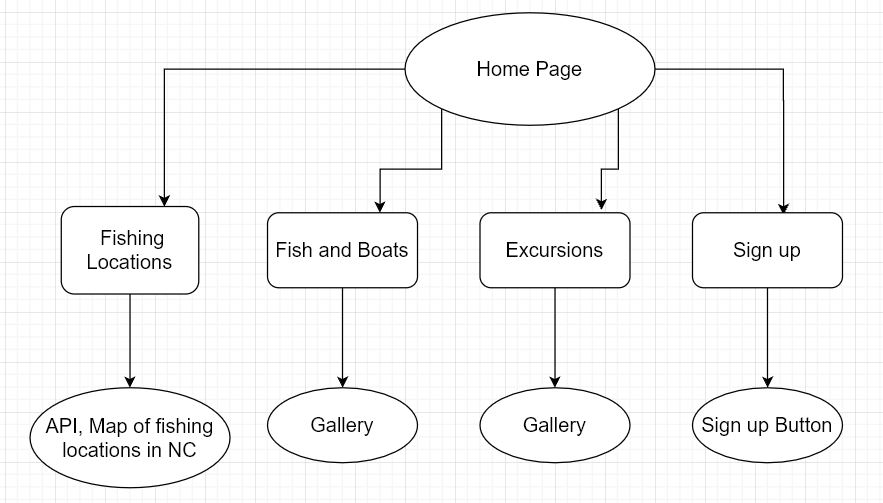 Home Page
Fishing
Locations
Fish and Boats
Excursions
Sign up
API, Map of fishing
locations in NC
Gallery
Gallery
Sign up Button